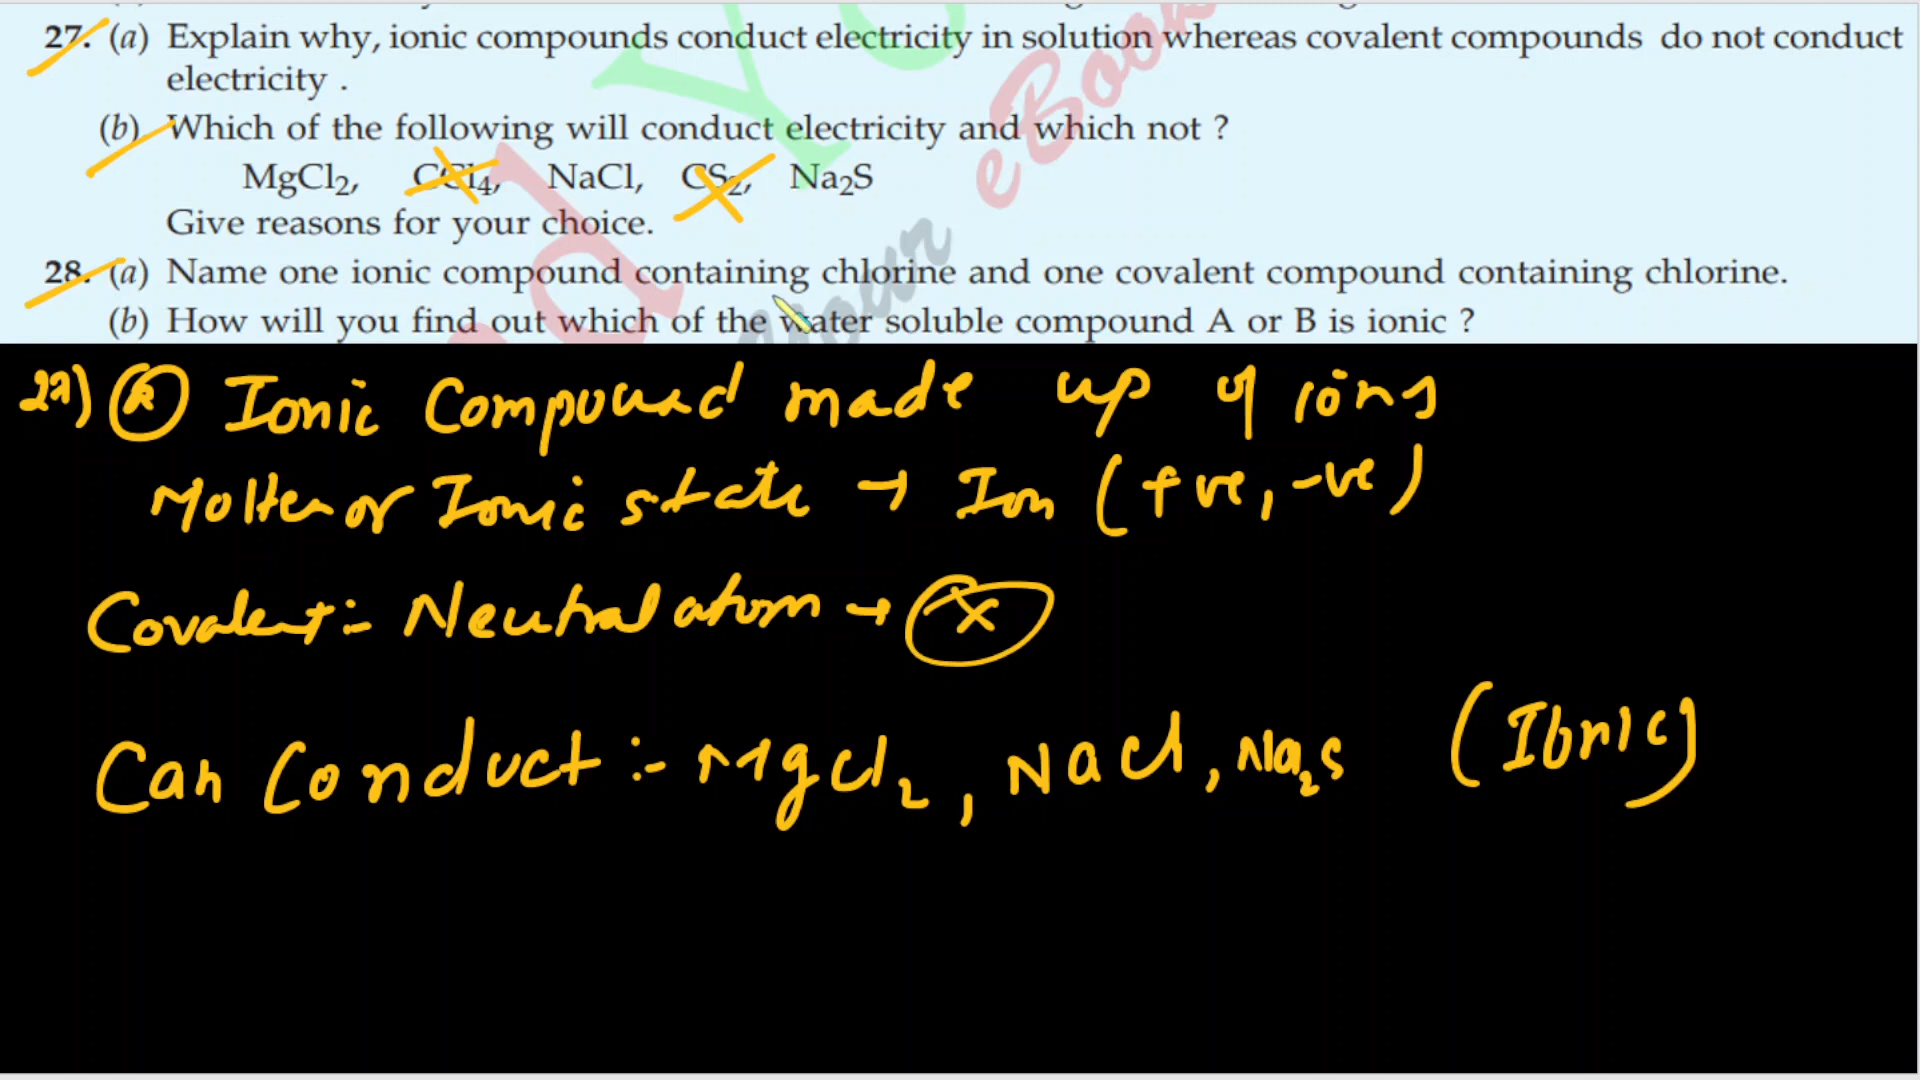 27. (a) Explain why, ionic compounds conduct electricity in solution whereas covalent compounds do not conduct
electricity .
(b) Which of the following will conduct electricity and which not ?
MgCl₂, CCl₄, NaCl, CS₂, Na₂S
Give reasons for your choice.
28. (a) Name one ionic compound containing chlorine and one covalent compound containing chlorine.
(b) How will you find out which of the water soluble compound A or B is ionic ?
27) Ionic Compound made up of ions
Molten or Ionic state → Ion (+ve, -ve)
Covalent:- Neutral atom → X
Can Conduct :- MgCl₂, NaCl, Na₂S (Ionic)
eBook
Your